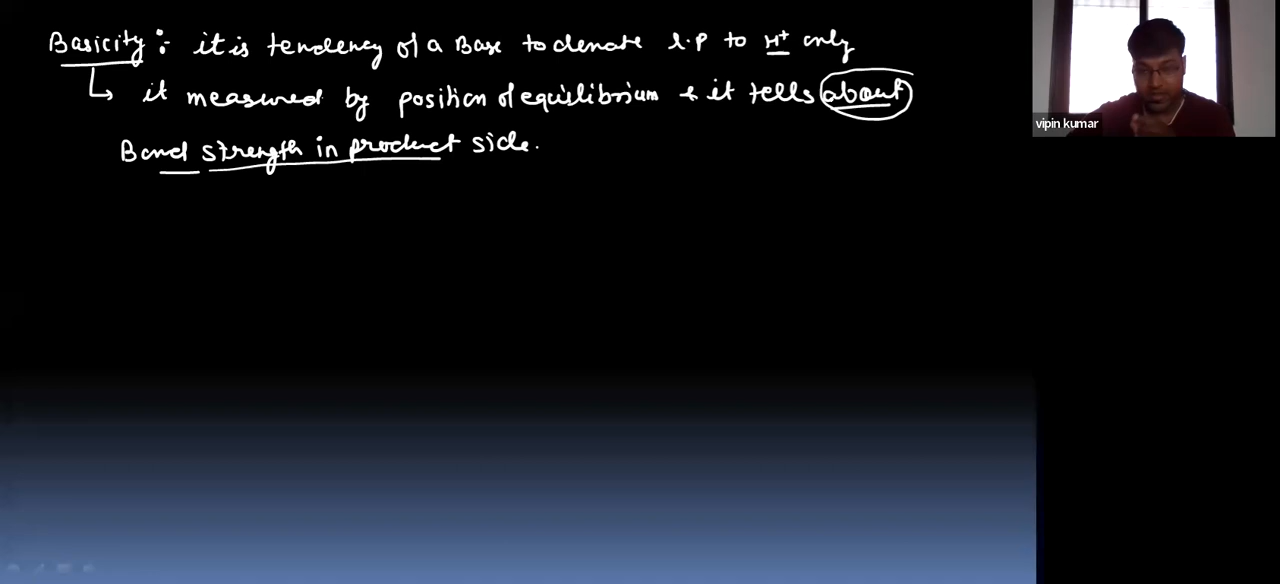 Basicity : it is tendency of a Base to donate l.p to H+ only
↳ it measured by position of equilibrium & it tells about
Bond strength in product side.
vipin kumar